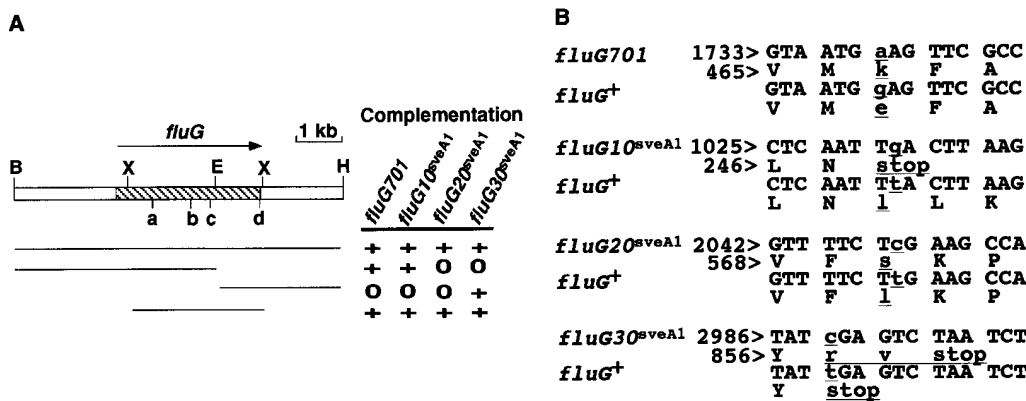 A
fluG
1 kb
B X E X H
a b c d
Complementation
fluG701 fluG10sveA1 fluG20sveA1 fluG30sveA1
+ + + +
+ + O O
O O O +
+ + + +
B
fluG701 1733> GTA ATG aAG TTC GCC
465> V M k F A
fluG+ GTA ATG gAG TTC GCC
V M e F A
fluG10sveA1 1025> CTC AAT TgA CTT AAG
246> L N stop
fluG+ CTC AAT TtA CTT AAG
L N l L K
fluG20sveA1 2042> GTT TTC TcG AAG CCA
568> V F s K P
fluG+ GTT TTC TtG AAG CCA
V F l K P
fluG30sveA1 2986> TAT cGA GTC TAA TCT
856> Y r v stop
fluG+ TAT tGA GTC TAA TCT
Y stop